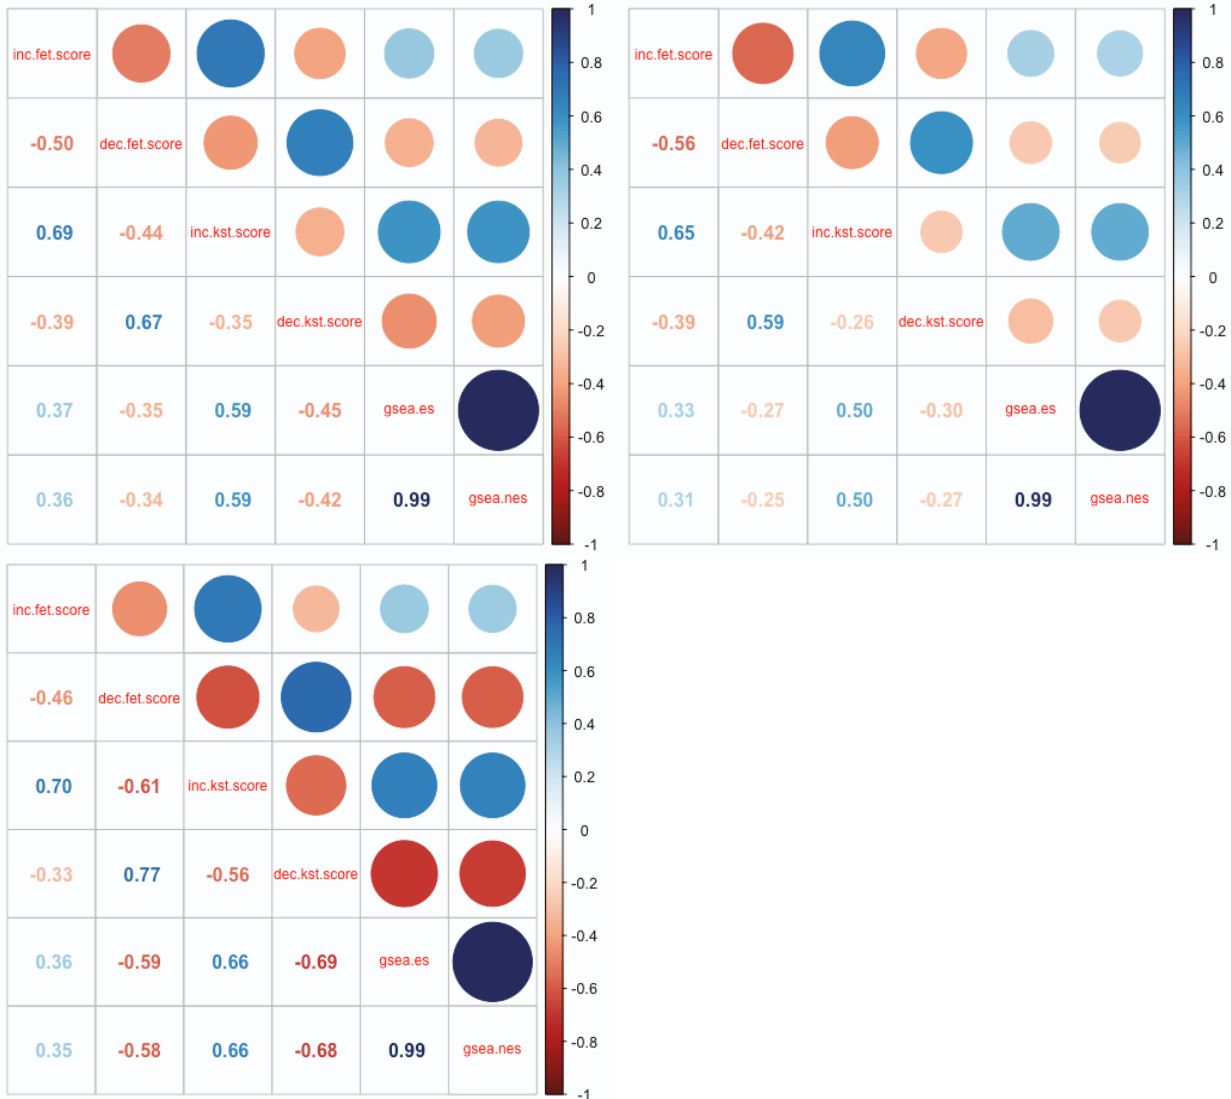 inc.fet.score
-0.50 dec.fet.score
0.69 -0.44 inc.kst.score
-0.39 0.67 -0.35 dec.kst.score
0.37 -0.35 0.59 -0.45 gsea.es
0.36 -0.34 0.59 -0.42 0.99 gsea.nes
1
0.8
0.6
0.4
0.2
0
-0.2
-0.4
-0.6
-0.8
-1
inc.fet.score
-0.56 dec.fet.score
0.65 -0.42 inc.kst.score
-0.39 0.59 -0.26 dec.kst.score
0.33 -0.27 0.50 -0.30 gsea.es
0.31 -0.25 0.50 -0.27 0.99 gsea.nes
1
0.8
0.6
0.4
0.2
0
-0.2
-0.4
-0.6
-0.8
-1
inc.fet.score
-0.46 dec.fet.score
0.70 -0.61 inc.kst.score
-0.33 0.77 -0.56 dec.kst.score
0.36 -0.59 0.66 -0.69 gsea.es
0.35 -0.58 0.66 -0.68 0.99 gsea.nes
1
0.8
0.6
0.4
0.2
0
-0.2
-0.4
-0.6
-0.8
-1